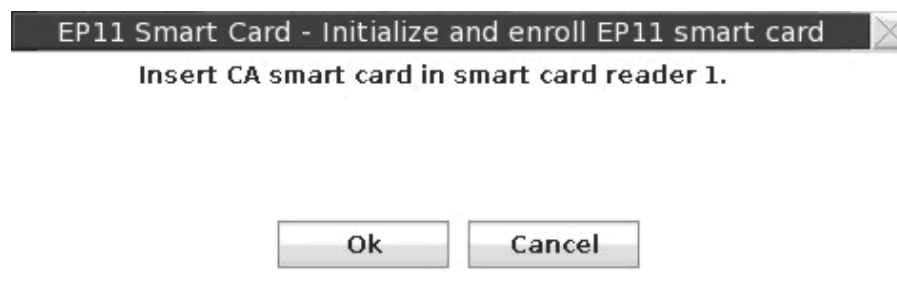 EP11 Smart Card - Initialize and enroll EP11 smart card
Insert CA smart card in smart card reader 1.
Ok
Cancel